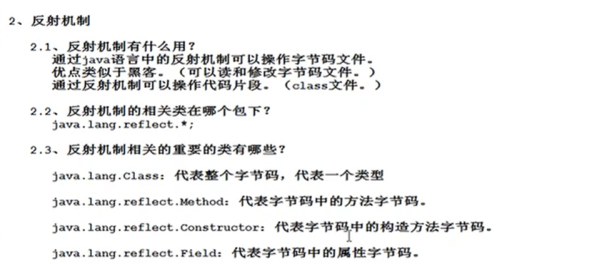 2、反射机制
2.1、反射机制有什么用？
通过java语言中的反射机制可以操作字节码文件。
优点类似于黑客。（可以读和修改字节码文件。）
通过反射机制可以操作代码片段。（class文件。）
2.2、反射机制的相关类在哪个包下？
java.lang.reflect.*;
2.3、反射机制相关的重要的类有哪些？
java.lang.Class：代表整个字节码，代表一个类型
java.lang.reflect.Method：代表字节码中的方法字节码。
java.lang.reflect.Constructor：代表字节码中的构造方法字节码。
java.lang.reflect.Field：代表字节码中的属性字节码。